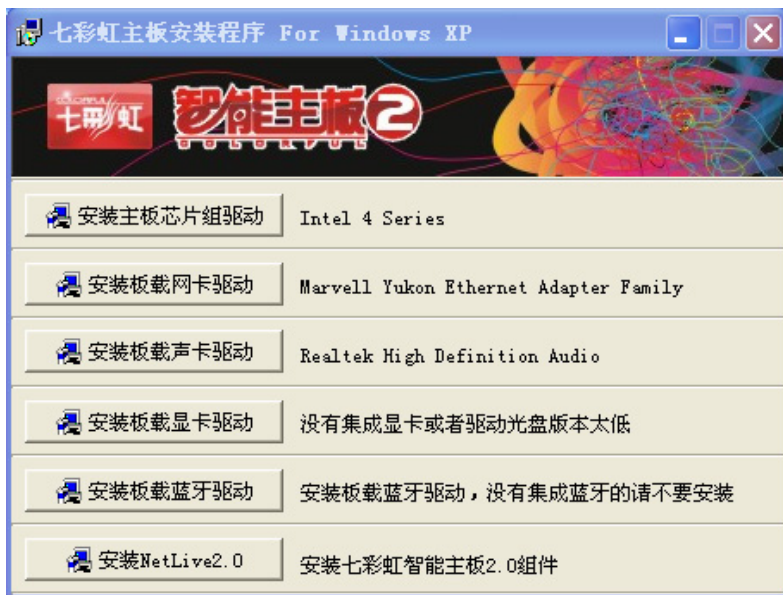 七彩虹主板安装程序 For Windows XP
COLORFUL
七彩虹
智能主板2
COLORFUL
安装主板芯片组驱动 Intel 4 Series
安装板载网卡驱动 Marvell Yukon Ethernet Adapter Family
安装板载声卡驱动 Realtek High Definition Audio
安装板载显卡驱动 没有集成显卡或者驱动光盘版本太低
安装板载蓝牙驱动 安装板载蓝牙驱动，没有集成蓝牙的请不要安装
安装NetLive2.0 安装七彩虹智能主板2.0组件